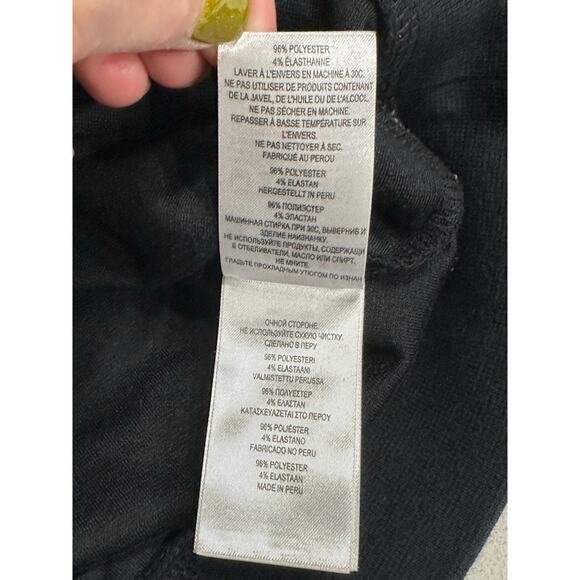 96% POLYESTER
4% ÉLASTHANNE
LAVER À L'ENVERS EN MACHINE À 30C.
NE PAS UTILISER DE PRODUITS CONTENANT
DE LA JAVEL, DE L'HUILE OU DE L'ALCOOL.
NE PAS SÉCHER EN MACHINE.
REPASSER À BASSE TEMPÉRATURE SUR
L'ENVERS.
NE PAS NETTOYER À SEC.
FABRIQUÉ AU PEROU
96% POLYESTER
4% ELASTAN
HERGESTELLT IN PERU
96% ПОЛИЭСТЕР
4% ЭЛАСТАН
МАШИННАЯ СТИРКА ПРИ 30C, ВЫВЕРНИВ И
ЗДЕЛИЕ НАИЗНАНКУ.
НЕ ИСПОЛЬЗУЙТЕ ПРОДУКТЫ, СОДЕРЖАЩИ
Е ОТБЕЛИВАТЕЛИ, МАСЛО ИЛИ СПИРТ.
НЕ МНИТЕ.
ГЛАДЬТЕ ПРОХЛАДНЫМ УТЮГОМ ПО ИЗНАН
ОЧНОЙ СТОРОНЕ.
НЕ ИСПОЛЬЗУЙТЕ СУХУЮ ЧИСТКУ.
СДЕЛАНО В ПЕРУ
96% POLYESTERI
4% ELASTAANI
VALMISTETTU PERUSSA
96% ΠΟΛΥΕΣΤΕΡ
4% ΕΛΑΣΤΑΝ
ΚΑΤΑΣΚΕΥΑΖΕΤΑΙ ΣΤΟ ΠΕΡΟΥ
96% POLIÉSTER
4% ELASTANO
FABRICADO NO PERU
96% POLYESTER
4% ELASTAAN
MADE IN PERU